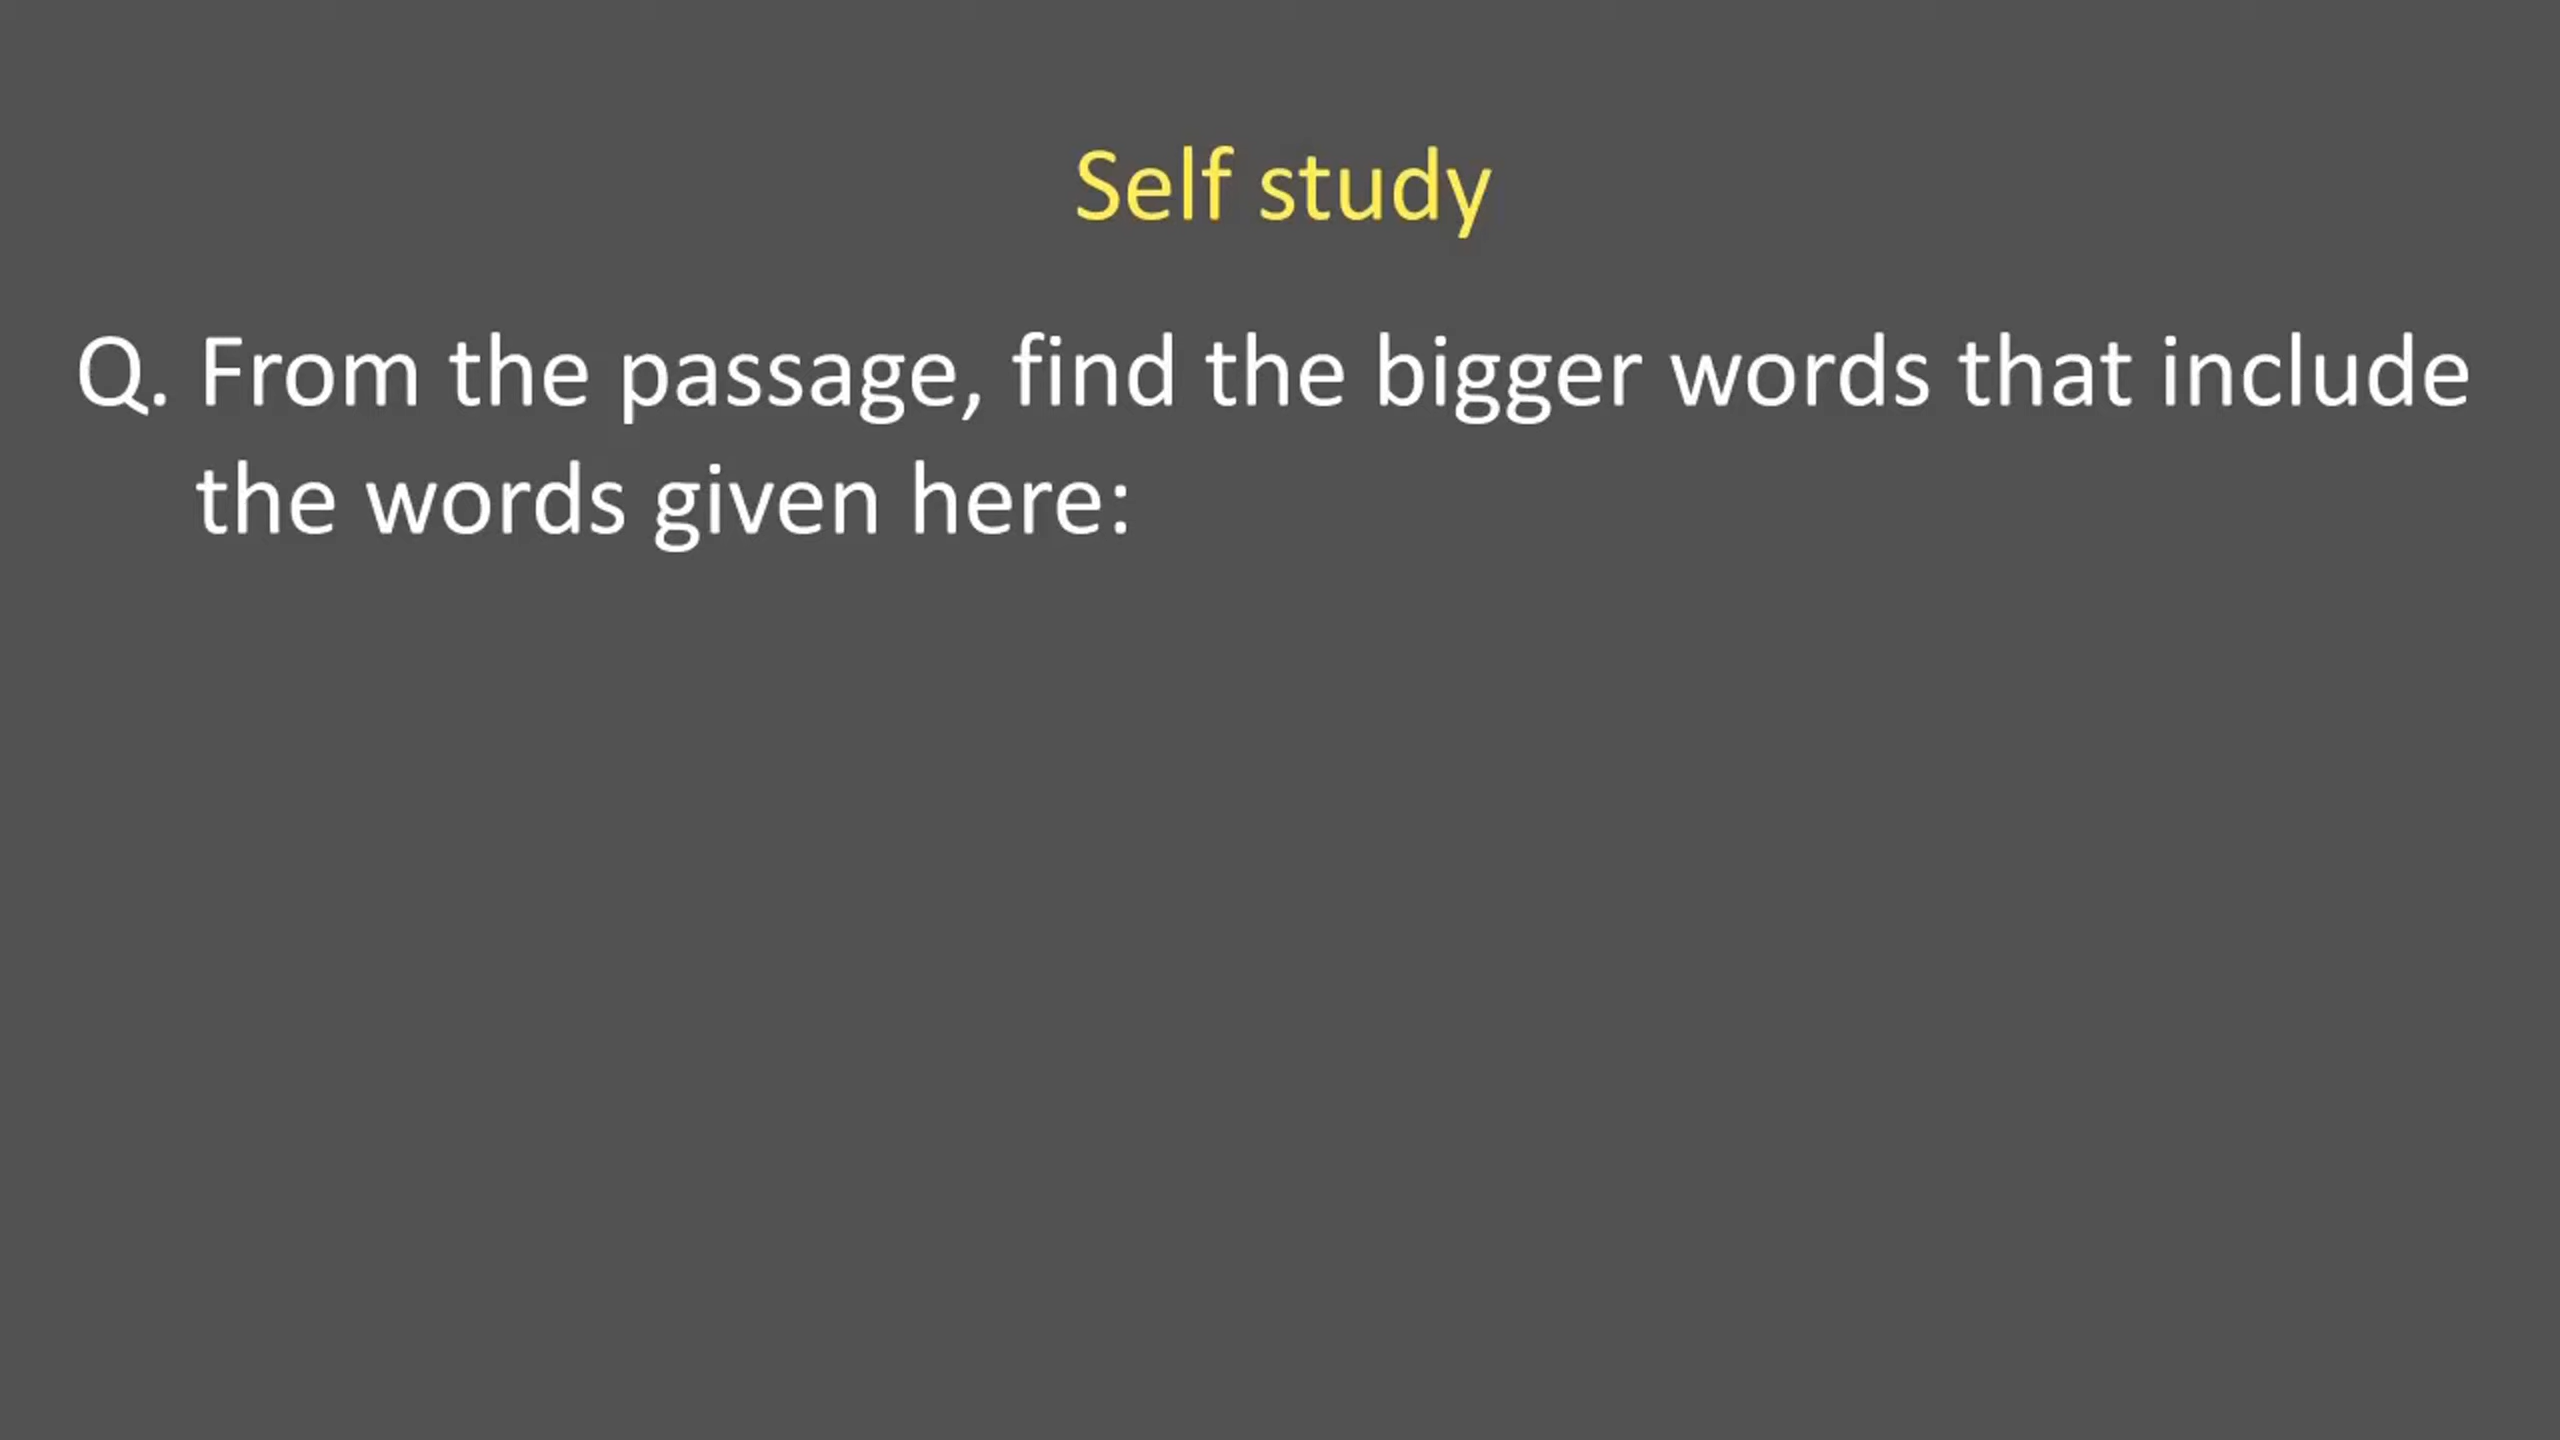 Self study
Q. From the passage, find the bigger words that include
the words given here: